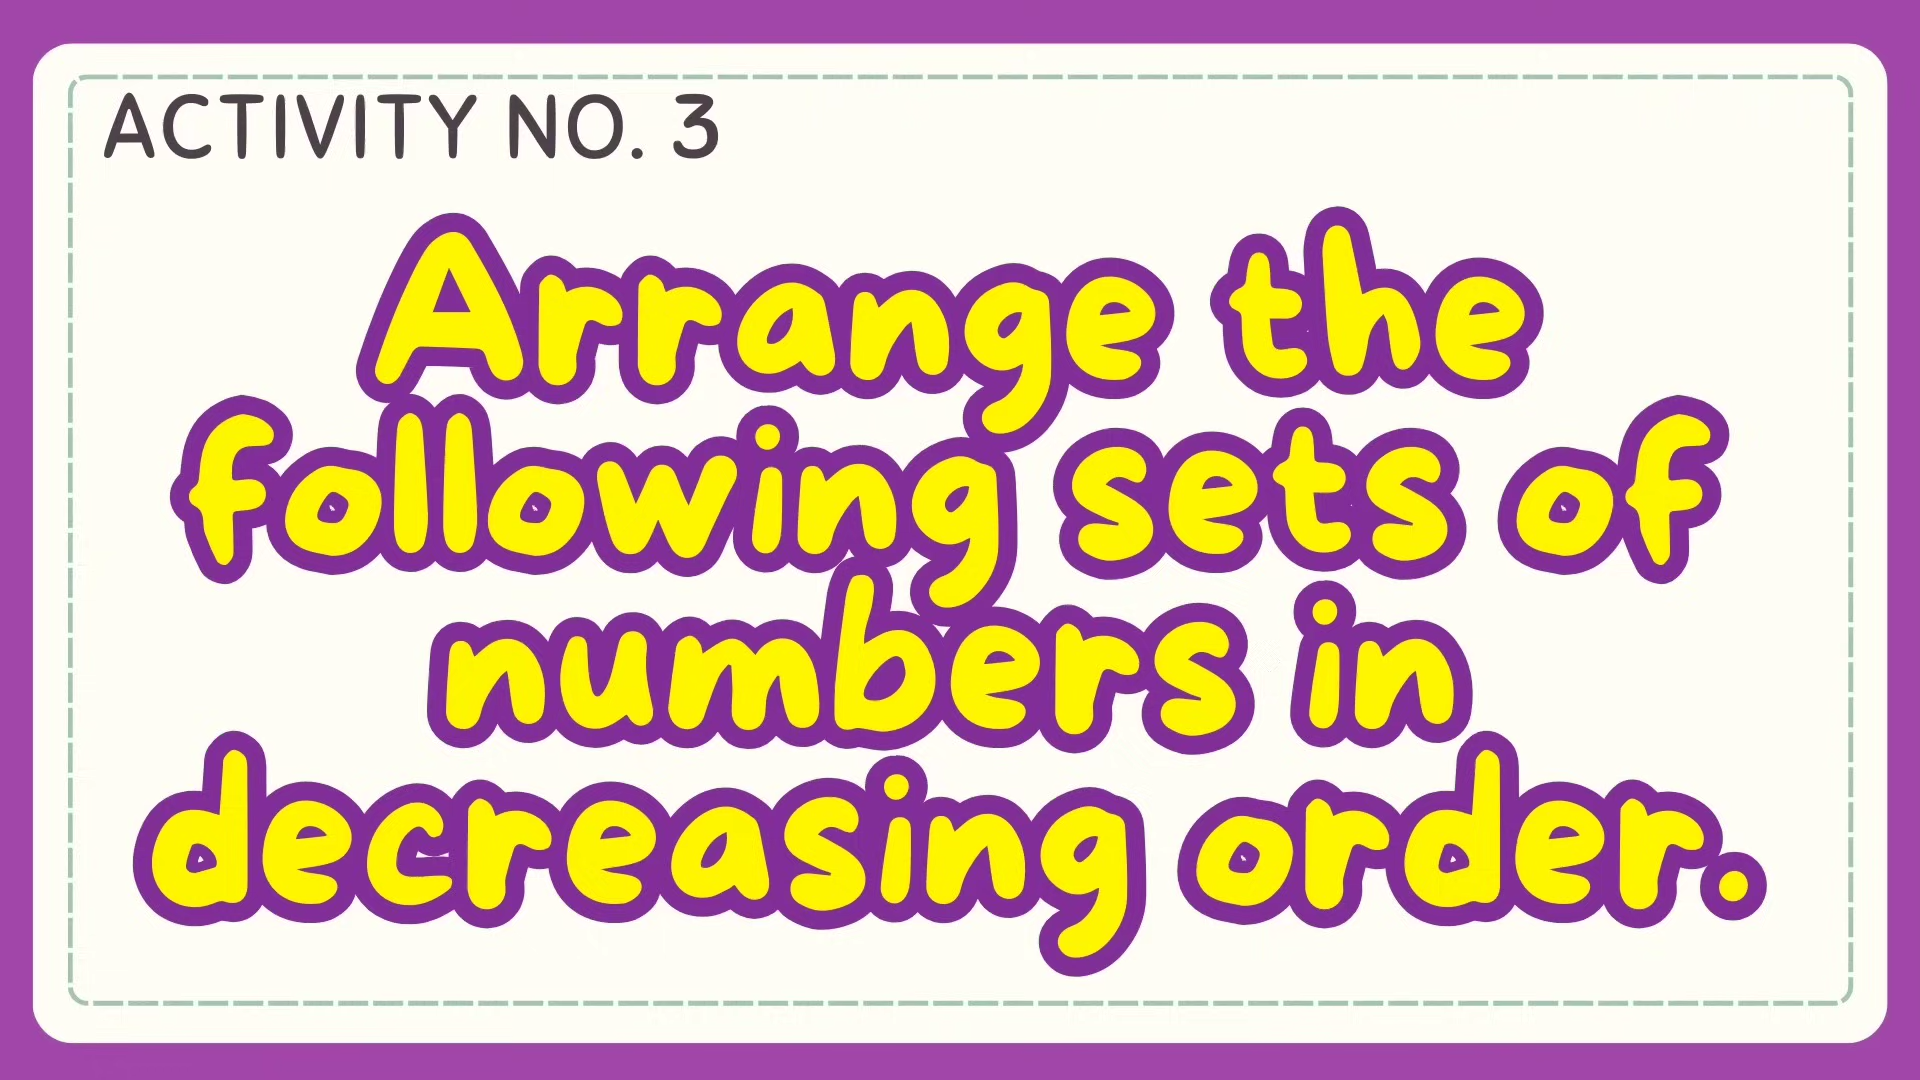 ACTIVITY NO. 3
Arrange the
following sets of
numbers in
decreasing order.